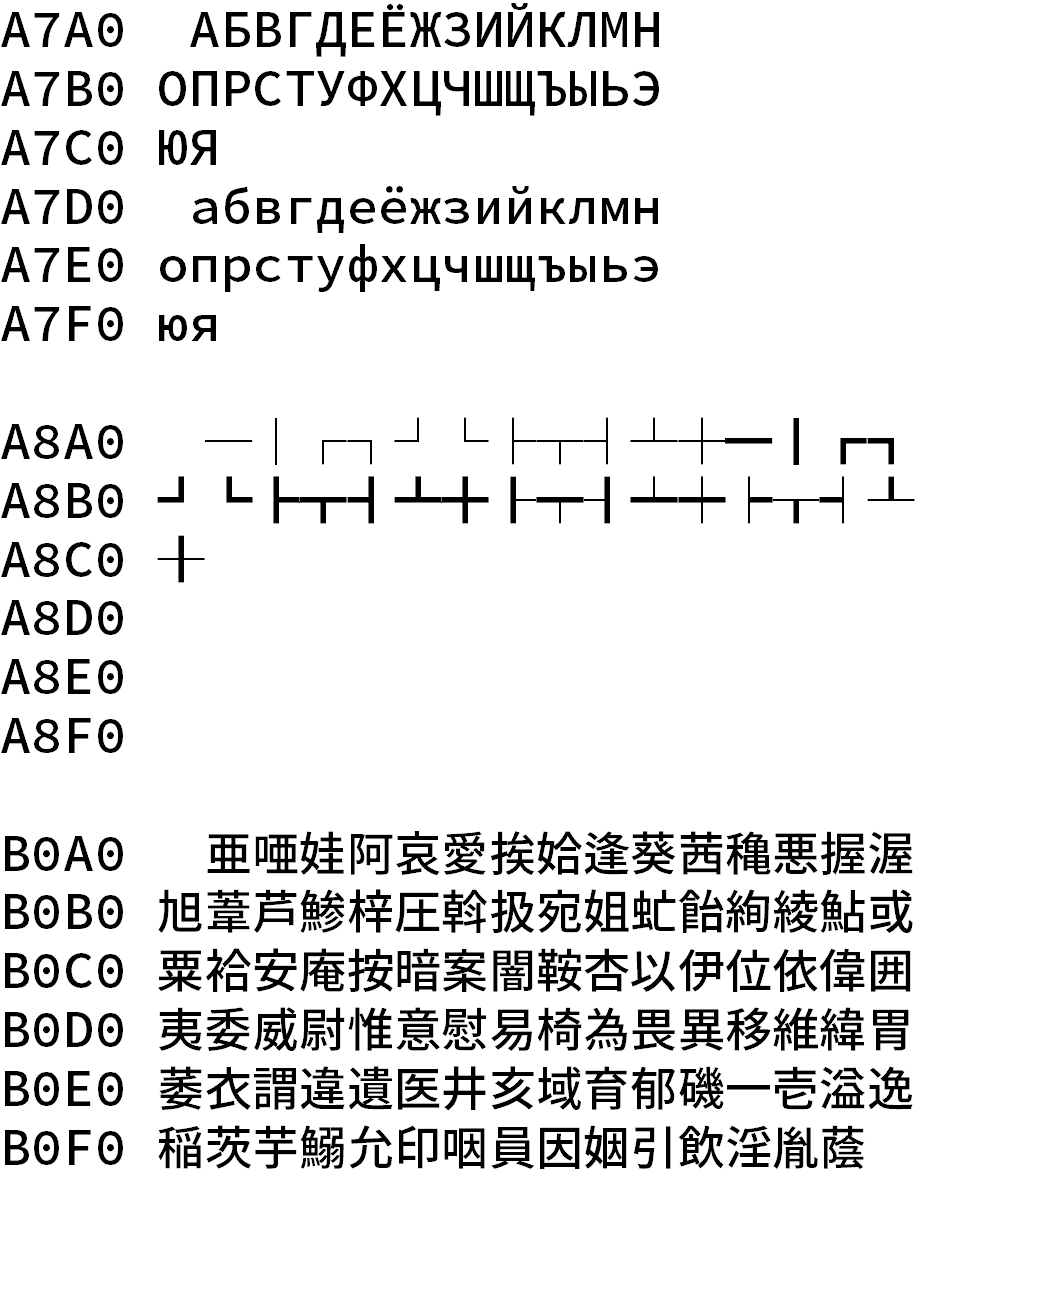 A7A0  АБВГДЕЁЖЗИЙКЛМН
A7B0 ОПРСТУФХЦЧШЩЪЫЬЭ
A7C0 ЮЯ
A7D0  абвгдеёжзийклмн
A7E0 опрстуфхцчшщъыьэ
A7F0 юя
A8A0  ─│┌┐┘└├┬┤┴┼━┃┏┓
A8B0 ┛┗┣┳┫┻╋┠┯┨┷┿┝┰┥┸
A8C0 ╂
A8D0
A8E0
A8F0
B0A0  亜唖娃阿哀愛挨姶逢葵茜穐悪握渥
B0B0 旭葦芦鯵梓圧斡扱宛姐虻飴絢綾鮎或
B0C0 粟袷安庵按暗案闇鞍杏以伊位依偉囲
B0D0 夷委威尉惟意慰易椅為畏異移維緯胃
B0E0 萎衣謂違遺医井亥域育郁磯一壱溢逸
B0F0 稲茨芋鰯允印咽員因姻引飲淫胤蔭